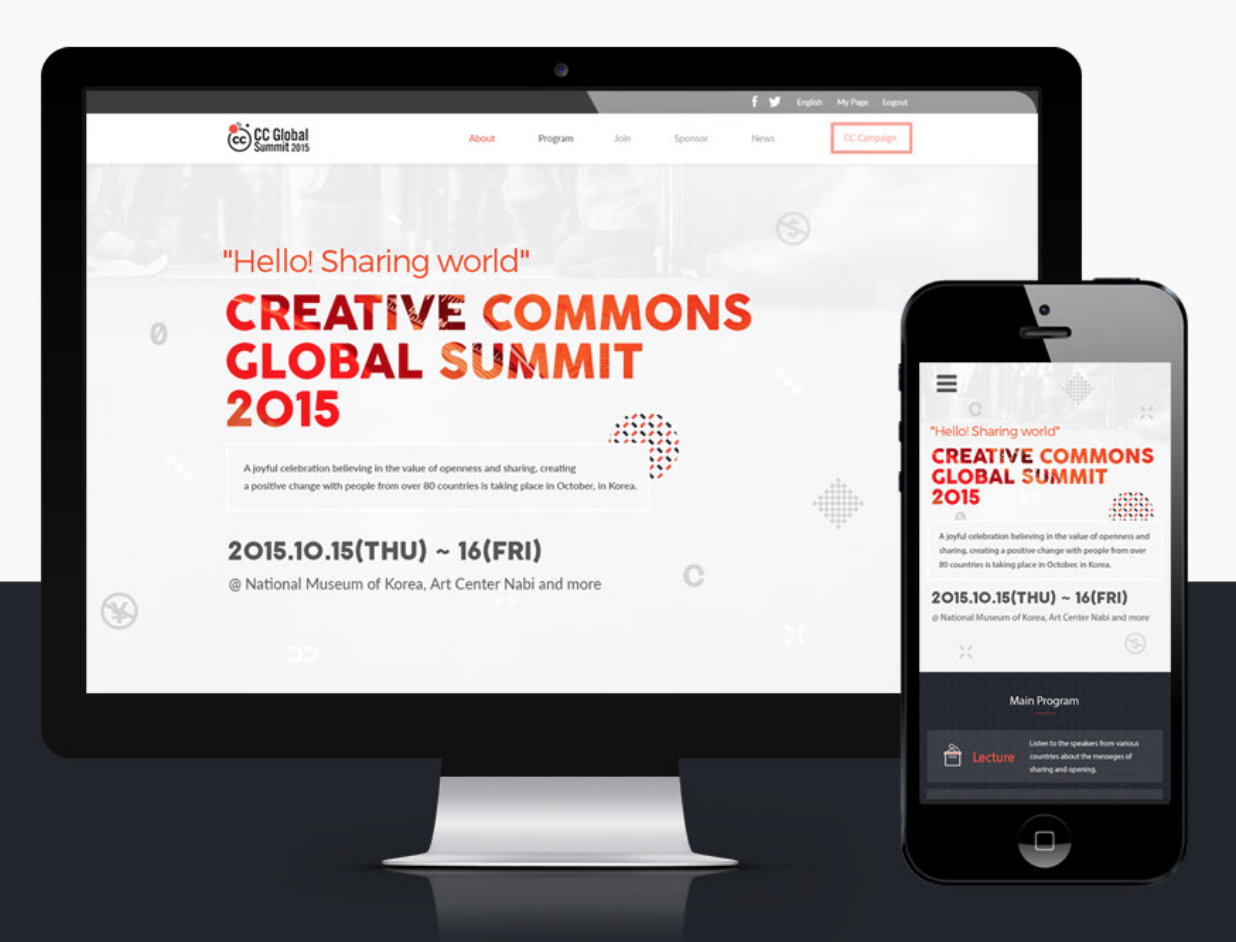 English My Page Logout
cc CC Global
Summit 2015
About Program Join Sponsor News CC Campaign
"Hello! Sharing world"
CREATIVE COMMONS
GLOBAL SUMMIT
2015
A joyful celebration believing in the value of openness and sharing, creating
a positive change with people from over 80 countries is taking place in October, in Korea.
2015.10.15(THU) ~ 16(FRI)
@ National Museum of Korea, Art Center Nabi and more
"Hello! Sharing world"
CREATIVE COMMONS
GLOBAL SUMMIT
2015
A joyful celebration believing in the value of openness and
sharing, creating a positive change with people from over
80 countries is taking place in October, in Korea.
2015.10.15(THU) ~ 16(FRI)
@ National Museum of Korea, Art Center Nabi and more
Main Program
Lecture
Listen to the speakers from various
countries about the messeges of
sharing and opening.